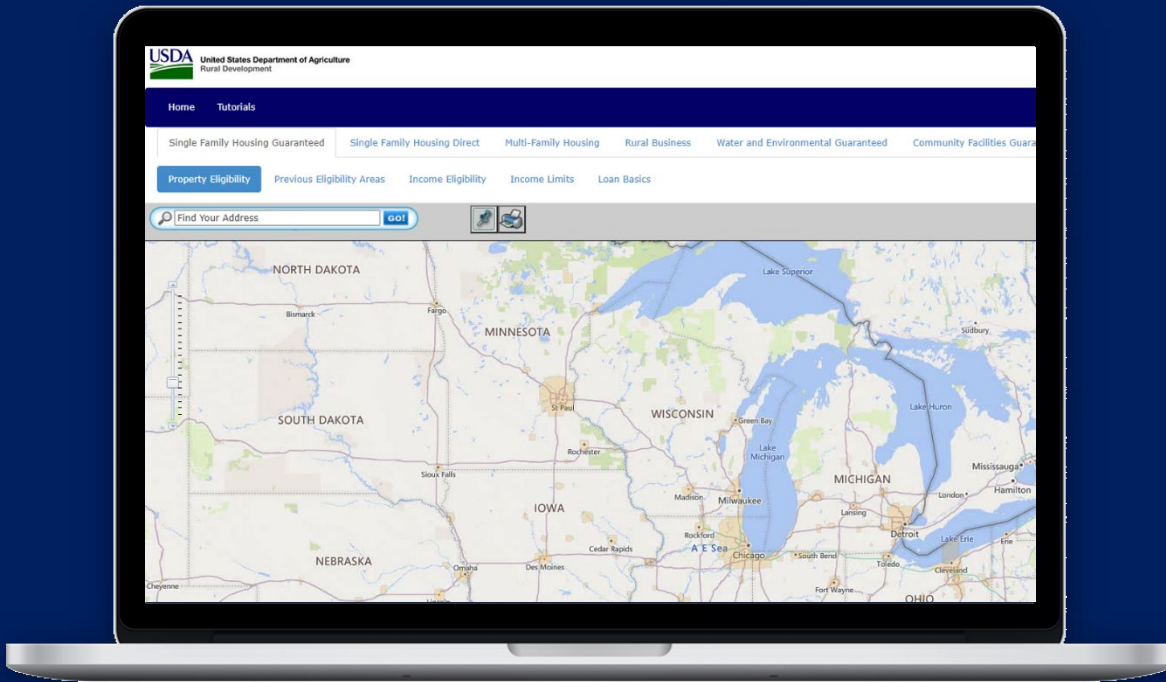 USDA United States Department of Agriculture
Rural Development
Home Tutorials
Single Family Housing Guaranteed Single Family Housing Direct Multi-Family Housing Rural Business Water and Environmental Guaranteed Community Facilities Guara
Property Eligibility Previous Eligibility Areas Income Eligibility Income Limits Loan Basics
Find Your Address GO!
NORTH DAKOTA
Lake Superior
Bismarck
Fargo
MINNESOTA
Sudbury
St Paul
WISCONSIN
Lake Huron
SOUTH DAKOTA
Green Bay
Rochester
Lake
Michigan
Sioux Falls
MICHIGAN
Mississauga
Madison
Milwaukee
London
Hamilton
IOWA
Lansing
Rockford
Detroit
Lake Erie
Erie
Cedar Rapids
A E Sea
Chicago
South Bend
NEBRASKA
Omaha
Des Moines
Toledo
Cleveland
Cheyenne
Fort Wayne
OHIO